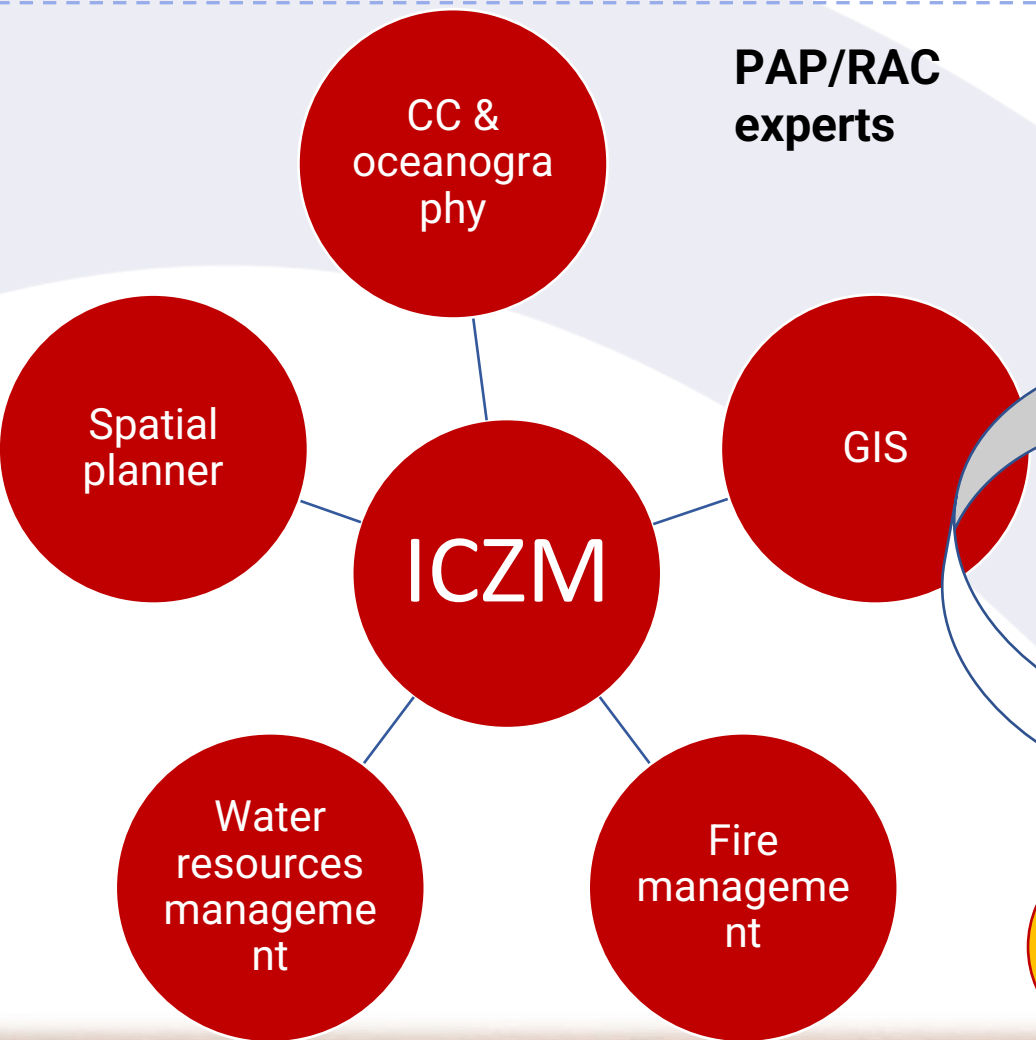 PAP/RAC
experts
CC &
oceanogra
phy
Spatial
planner
GIS
ICZM
Water
resources
manageme
nt
Fire
manageme
nt